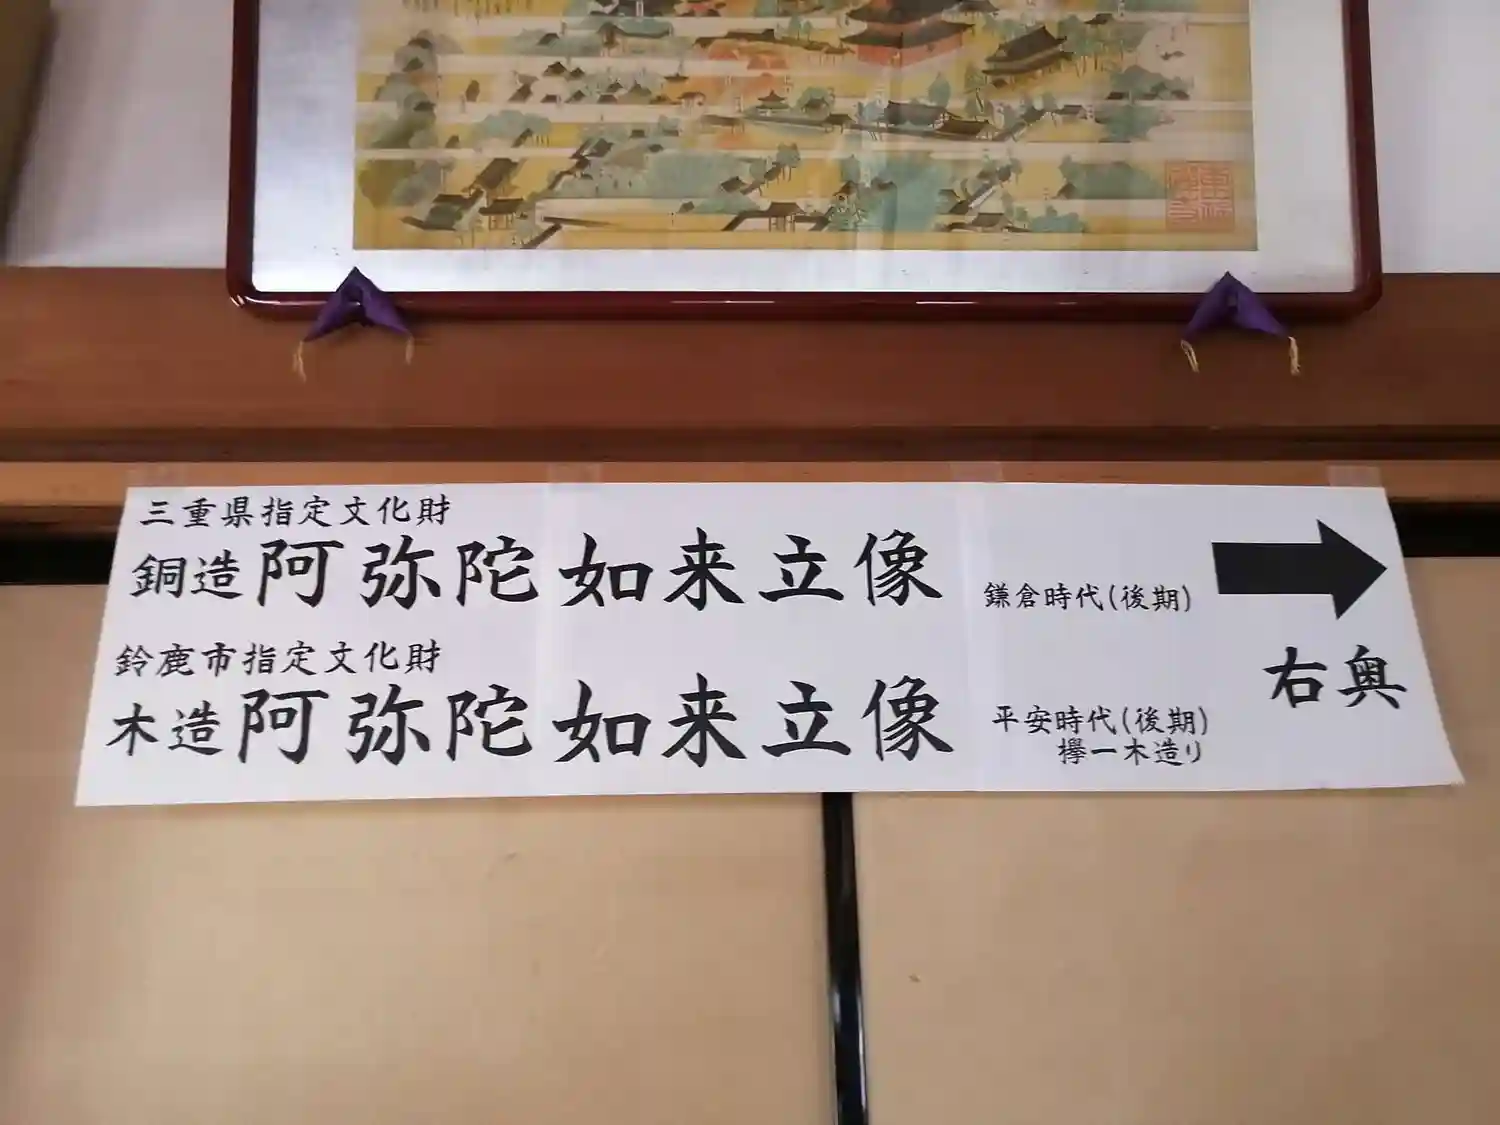 三重県指定文化財
銅造阿弥陀如来立像 鎌倉時代(後期)
鈴鹿市指定文化財
木造阿弥陀如来立像 平安時代(後期)
欅一木造り
右奥